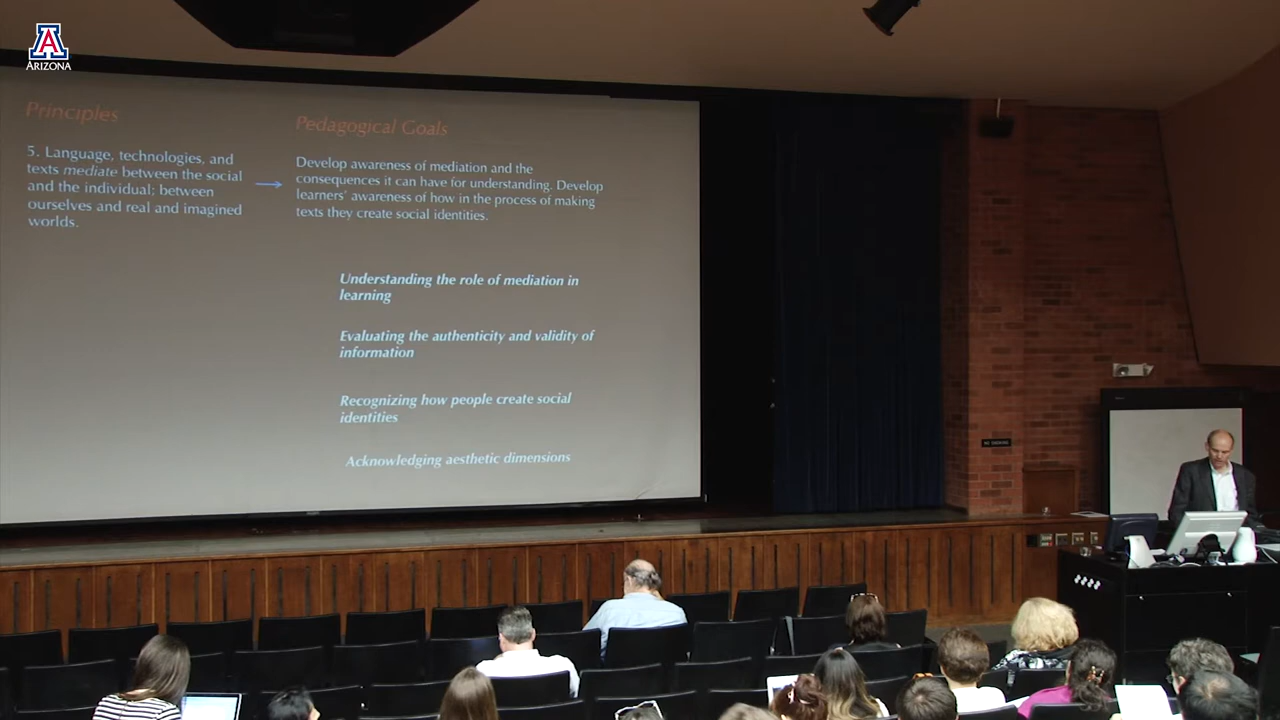 ARIZONA
Principles
5. Language, technologies, and
texts mediate between the social
and the individual; between
ourselves and real and imagined
worlds.
Pedagogical Goals
Develop awareness of mediation and the
consequences it can have for understanding. Develop
learners' awareness of how in the process of making
texts they create social identities.
Understanding the role of mediation in
learning
Evaluating the authenticity and validity of
information
Recognizing how people create social
identities
Acknowledging aesthetic dimensions
NO SMOKING